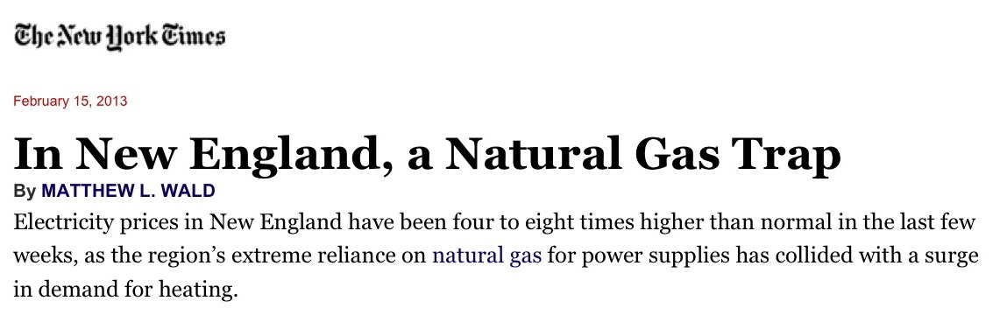 The New York Times
February 15, 2013
In New England, a Natural Gas Trap
By MATTHEW L. WALD
Electricity prices in New England have been four to eight times higher than normal in the last few
weeks, as the region’s extreme reliance on natural gas for power supplies has collided with a surge
in demand for heating.